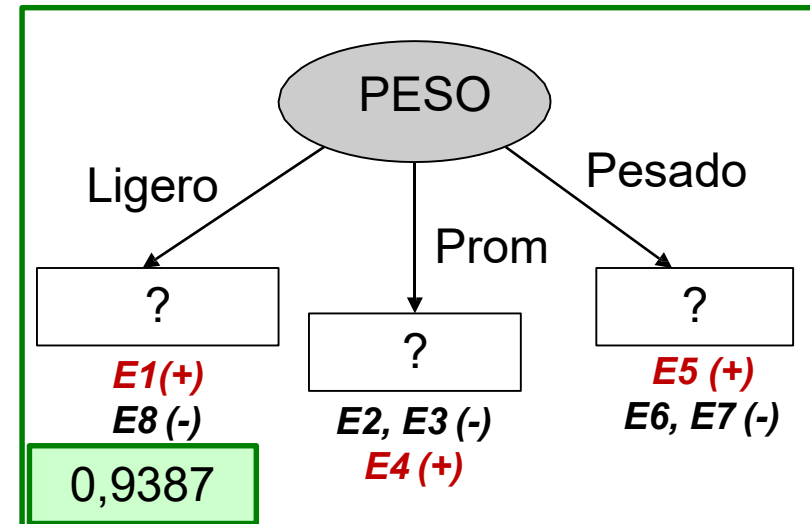 PESO
Ligero
Prom
Pesado
?
?
?
E1(+)
E8 (-)
E2, E3 (-)
E4 (+)
E5 (+)
E6, E7 (-)
0,9387